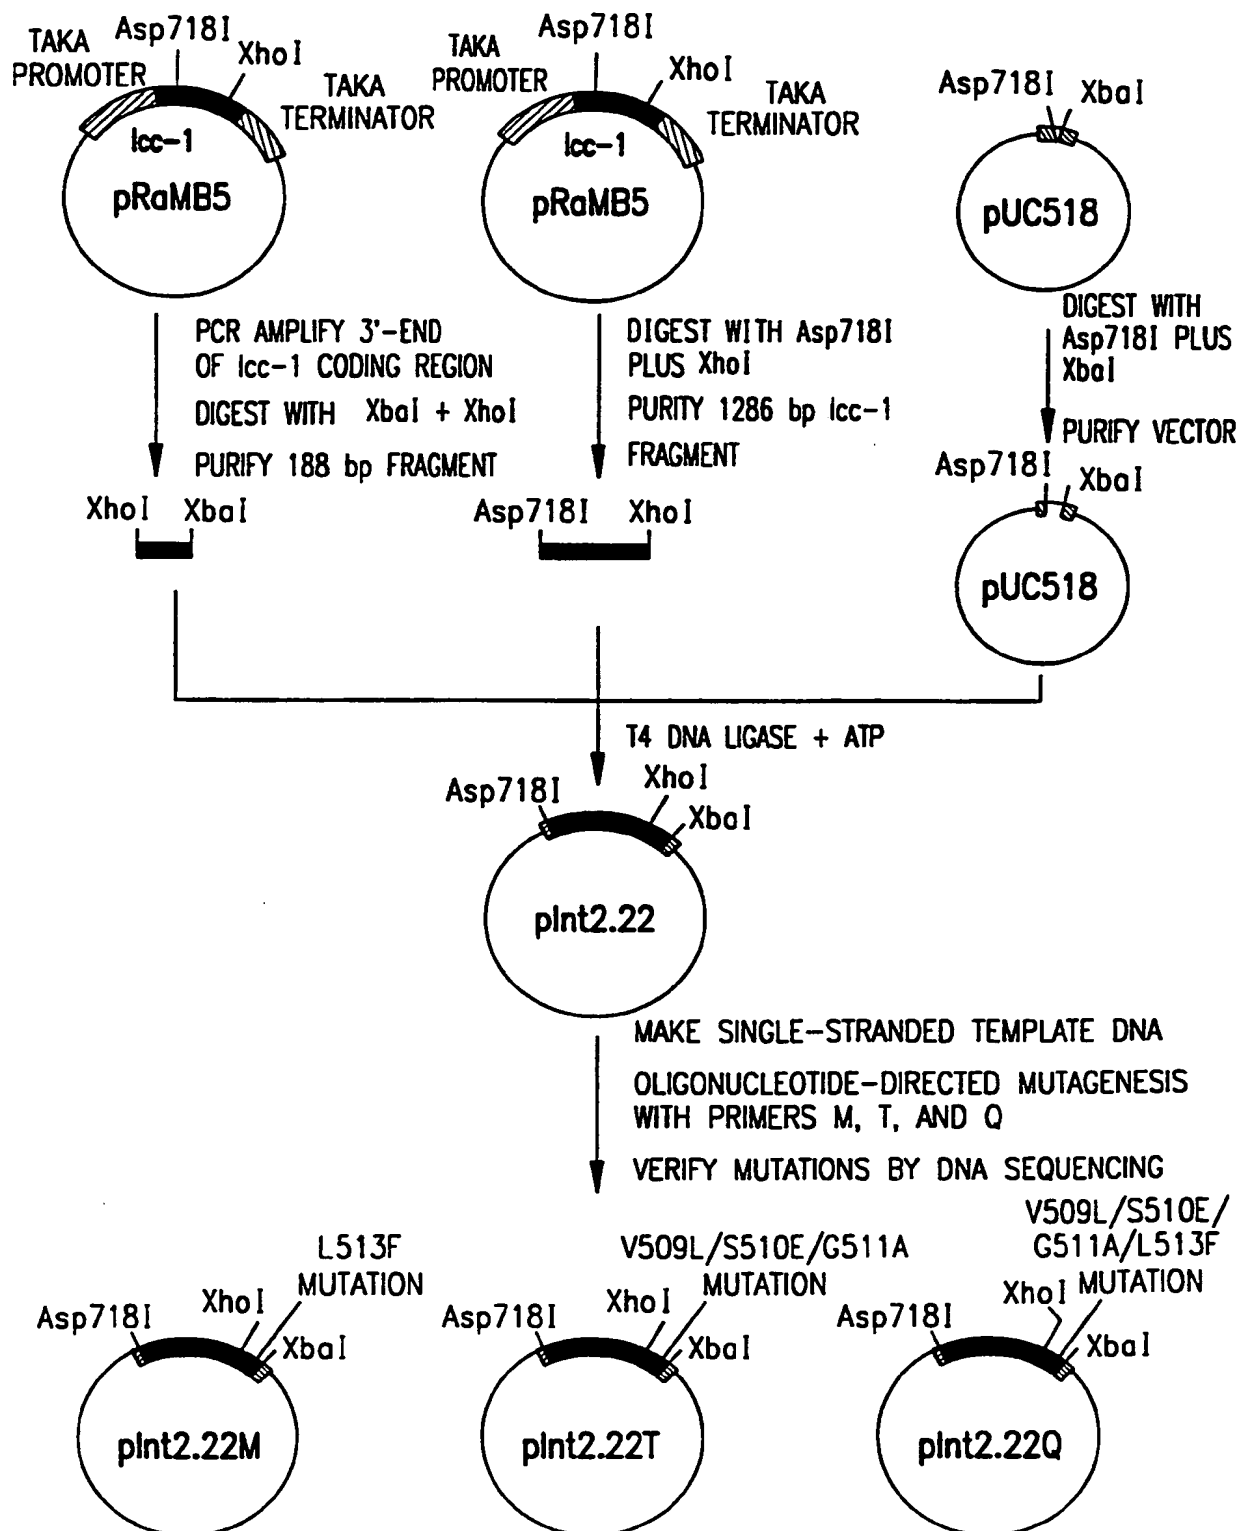 TAKA
PROMOTER
Asp718I
XhoI
TAKA
TERMINATOR
lcc-1
pRaMB5
TAKA
PROMOTER
Asp718I
XhoI
TAKA
TERMINATOR
lcc-1
pRaMB5
Asp718I
XbaI
pUC518
PCR AMPLIFY 3'-END
OF lcc-1 CODING REGION
DIGEST WITH XbaI + XhoI
PURIFY 188 bp FRAGMENT
DIGEST WITH Asp718I
PLUS XhoI
PURITY 1286 bp lcc-1
FRAGMENT
DIGEST WITH
Asp718I PLUS
XbaI
PURIFY VECTOR
XhoI XbaI
Asp718I XhoI
Asp718I
XbaI
pUC518
T4 DNA LIGASE + ATP
Asp718I
XhoI
XbaI
pInt2.22
MAKE SINGLE-STRANDED TEMPLATE DNA
OLIGONUCLEOTIDE-DIRECTED MUTAGENESIS
WITH PRIMERS M, T, AND Q
VERIFY MUTATIONS BY DNA SEQUENCING
L513F
MUTATION
Asp718I
XhoI
XbaI
pInt2.22M
V509L/S510E/G511A
MUTATION
Asp718I
XhoI
XbaI
pInt2.22T
V509L/S510E/
G511A/L513F
MUTATION
Asp718I
XhoI
XbaI
pInt2.22Q